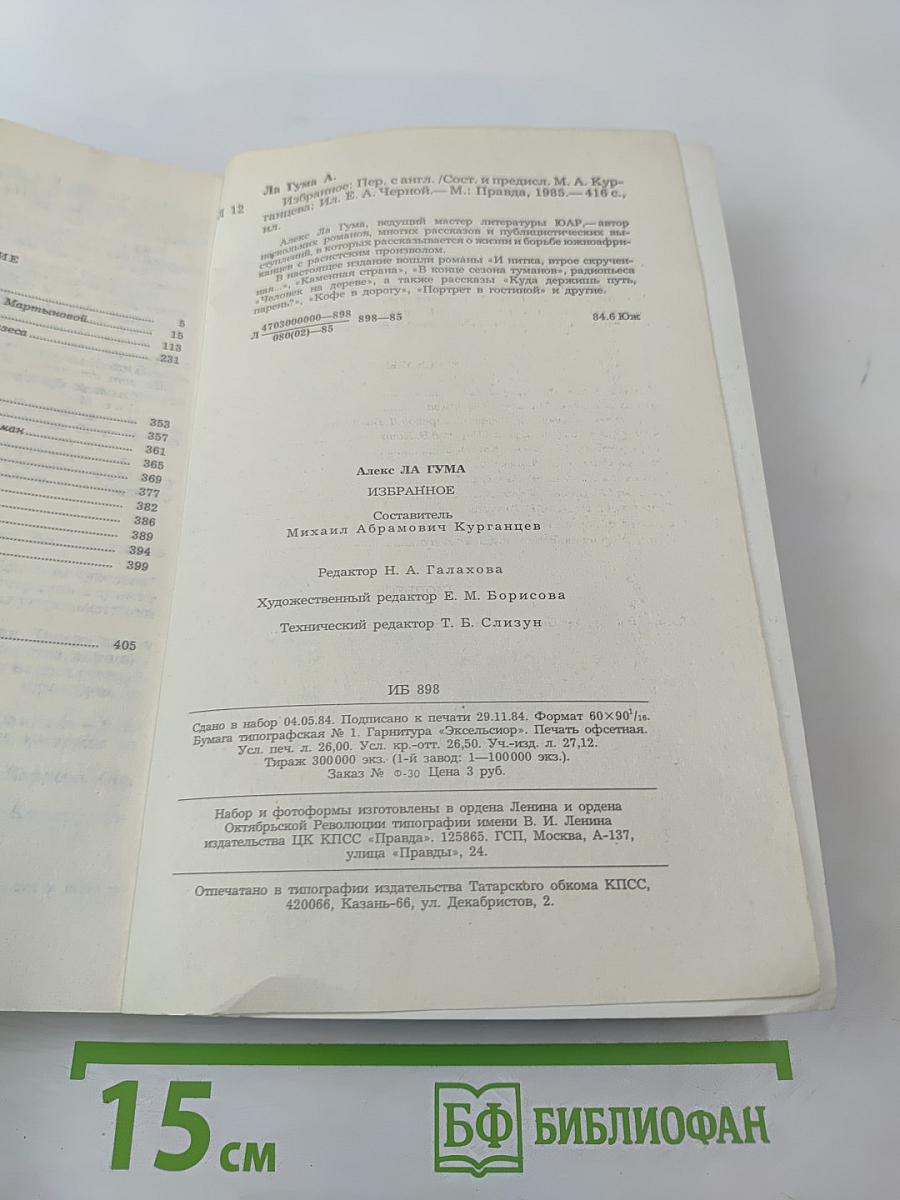 ИЕ
Мартыновой
5
15
113
зеса
231
353
357
ман
361
365
369
377
382
386
389
394
399
405
Ла Гума А.
Л 12
Избранное: Пер. с англ. /Сост. и предисл. М. А. Кур-
ганцева; Ил. Е. А. Черной.— М.: Правда, 1985.— 416 с.,
ил.
Алекс Ла Гума, ведущий мастер литературы ЮАР,— автор
нескольких романов, многих рассказов и публицистических вы-
ступлений, в которых рассказывается о жизни и борьбе южноафри-
канцев с расистским произволом.
В настоящее издание вошли романы «И нитка, втрое скручен-
ная...», «Каменная страна», «В конце сезона туманов», радиопьеса
«Человек на дереве», а также рассказы «Куда держишь путь,
парень?», «Кофе в дорогу», «Портрет в гостиной» и другие.
Л 4703000000—898
080(02)—85 898—85 84.6 Юж
Алекс ЛА ГУМА
ИЗБРАННОЕ
Составитель
Михаил Абрамович Курганцев
Редактор Н. А. Галахова
Художественный редактор Е. М. Борисова
Технический редактор Т. Б. Слизун
ИБ 898
Сдано в набор 04.05.84. Подписано к печати 29.11.84. Формат 60×90¹/₁₆.
Бумага типографская № 1. Гарнитура «Эксельсиор». Печать офсетная.
Усл. печ. л. 26,00. Усл. кр.-отт. 26,50. Уч.-изд. л. 27,12.
Тираж 300000 экз. (1-й завод: 1—100000 экз.).
Заказ № Ф-30 Цена 3 руб.
Набор и фотоформы изготовлены в ордена Ленина и ордена
Октябрьской Революции типографии имени В. И. Ленина
издательства ЦК КПСС «Правда». 125865. ГСП, Москва, А-137,
улица «Правды», 24.
Отпечатано в типографии издательства Татарского обкома КПСС,
420066, Казань-66, ул. Декабристов, 2.
15 см
БФ БИБЛИОФАН